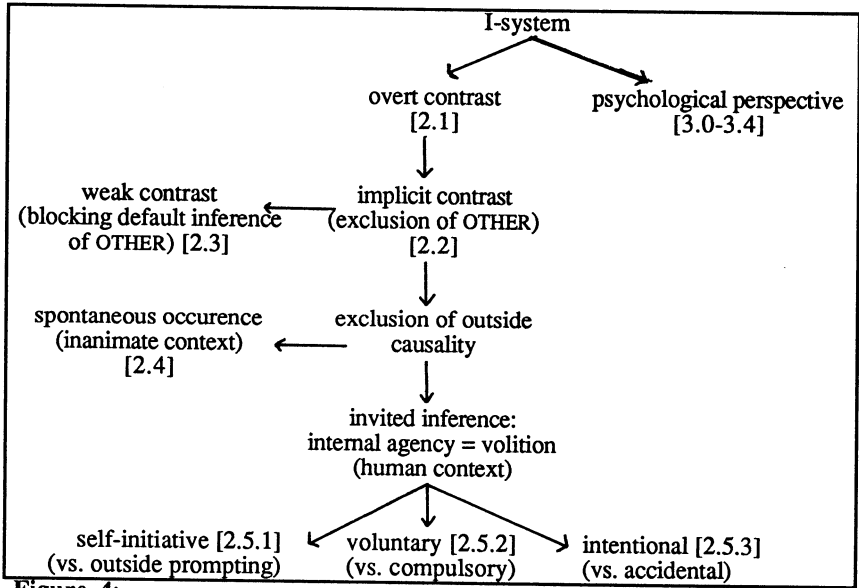 I-system
overt contrast
[2.1]
psychological perspective
[3.0-3.4]
weak contrast
(blocking default inference
of OTHER) [2.3]
implicit contrast
(exclusion of OTHER)
[2.2]
spontaneous occurence
(inanimate context)
[2.4]
exclusion of outside
causality
invited inference:
internal agency = volition
(human context)
self-initiative [2.5.1]
(vs. outside prompting)
voluntary [2.5.2]
(vs. compulsory)
intentional [2.5.3]
(vs. accidental)
Figure 4: